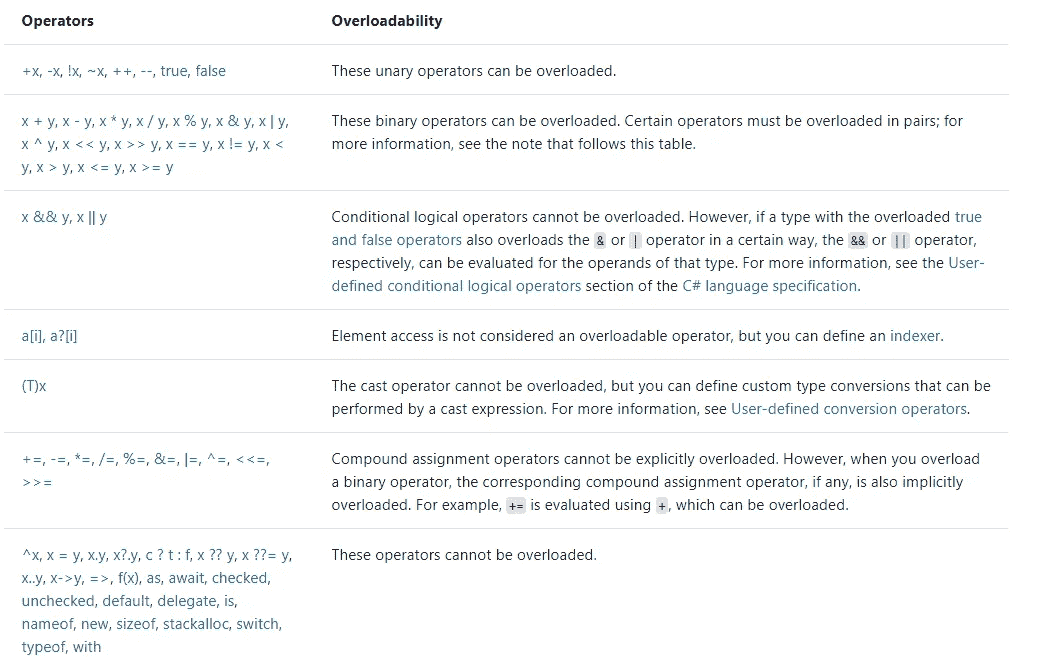 Operators Overloadability
+x, -x, !x, ~x, ++, --, true, false These unary operators can be overloaded.
x + y, x - y, x * y, x / y, x % y, x & y, x | y,
x ^ y, x << y, x >> y, x == y, x != y, x <
y, x > y, x <= y, x >= y
These binary operators can be overloaded. Certain operators must be overloaded in pairs; for
more information, see the note that follows this table.
x && y, x || y
Conditional logical operators cannot be overloaded. However, if a type with the overloaded true
and false operators also overloads the & or | operator in a certain way, the && or || operator,
respectively, can be evaluated for the operands of that type. For more information, see the User-
defined conditional logical operators section of the C# language specification.
a[i], a?[i] Element access is not considered an overloadable operator, but you can define an indexer.
(T)x
The cast operator cannot be overloaded, but you can define custom type conversions that can be
performed by a cast expression. For more information, see User-defined conversion operators.
+=, -=, *=, /=, %=, &=, |=, ^=, <<=,
>>=
Compound assignment operators cannot be explicitly overloaded. However, when you overload
a binary operator, the corresponding compound assignment operator, if any, is also implicitly
overloaded. For example, += is evaluated using +, which can be overloaded.
^x, x = y, x.y, x?.y, c ? t : f, x ?? y, x ??= y,
x..y, x->y, =>, f(x), as, await, checked,
unchecked, default, delegate, is,
nameof, new, sizeof, stackalloc, switch,
typeof, with
These operators cannot be overloaded.